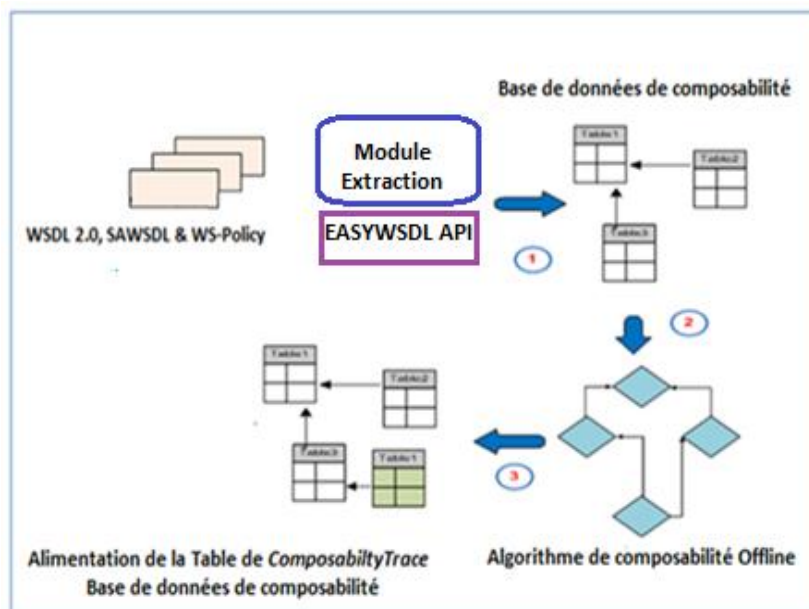 Base de données de composabilité
Table1
Table2
Table3
Module
Extraction
EASYWSDL API
WSDL 2.0, SAWSDL & WS-Policy
1
2
Table1
Table2
Table3
Table1
3
Alimentation de la Table de ComposabiltyTrace
Base de données de composabilité
Algorithme de composabilité Offline